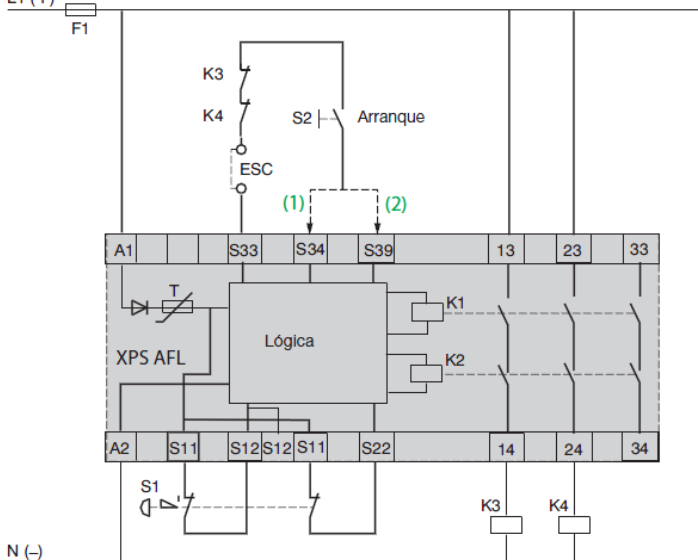 L1 (+)
F1
K3
K4
S2
Arranque
ESC
(1)
(2)
A1
S33
S34
S39
13
23
33
T
K1
Lógica
XPS AFL
K2
A2
S11
S12
S12
S11
S22
14
24
34
S1
K3
K4
N (–)